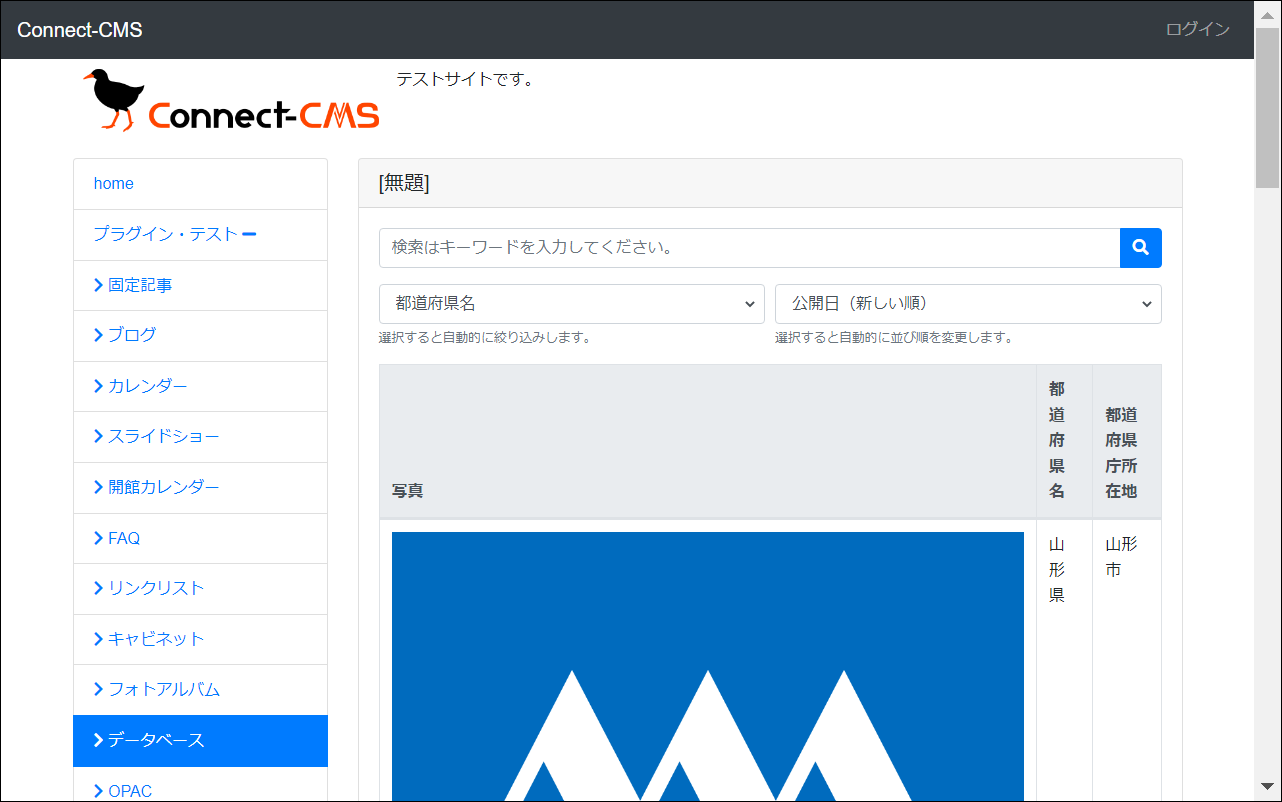 Connect-CMS
ログイン
Connect-CMS
テストサイトです。
home
プラグイン・テスト
固定記事
ブログ
カレンダー
スライドショー
開館カレンダー
FAQ
リンクリスト
キャビネット
フォトアルバム
データベース
OPAC
[無題]
検索はキーワードを入力してください。
都道府県名
公開日（新しい順）
選択すると自動的に絞り込みします。
選択すると自動的に並び順を変更します。
写真
都
道
府
県
名
都道
府県
庁所
在地
山
形
県
山形
市